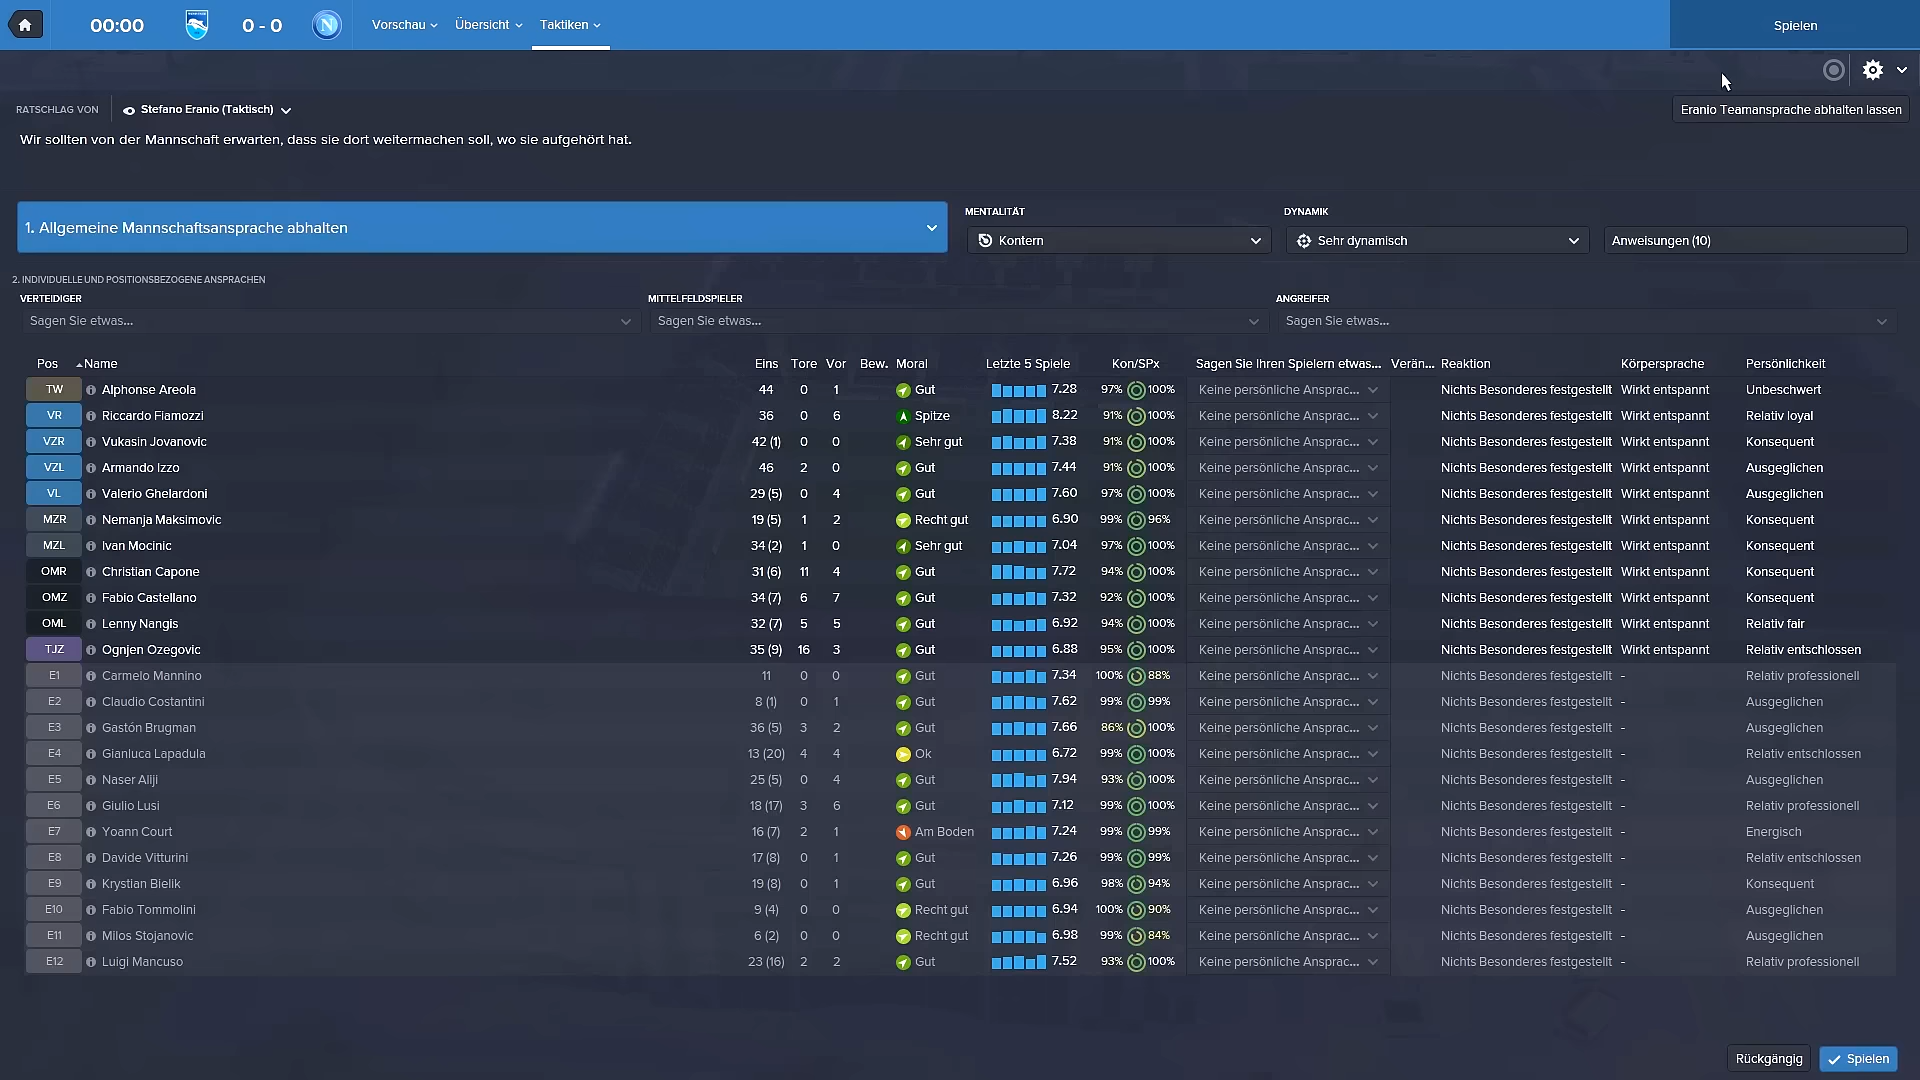 00:00 0 - 0 N Vorschau Übersicht Taktiken Spielen
RATSCHLAG VON Stefano Eranio (Taktisch) Eranio Teamansprache abhalten lassen
Wir sollten von der Mannschaft erwarten, dass sie dort weitermachen soll, wo sie aufgehört hat.
MENTALITÄT DYNAMIK
1. Allgemeine Mannschaftsansprache abhalten Kontern Sehr dynamisch Anweisungen (10)
2. INDIVIDUELLE UND POSITIONSBEZOGENE ANSPRACHEN
VERTEIDIGER MITTELFELDSPIELER ANGREIFER
Sagen Sie etwas... Sagen Sie etwas... Sagen Sie etwas...
Pos Name Eins Tore Vor Bew. Moral Letzte 5 Spiele Kon/SPx Sagen Sie Ihren Spielern etwas... Verän... Reaktion Körpersprache Persönlichkeit
TW Alphonse Areola 44 0 1 Gut 7.28 97% 100% Keine persönliche Ansprac... Nichts Besonderes festgestellt Wirkt entspannt Unbeschwert
VR Riccardo Fiamozzi 36 0 6 Spitze 8.22 91% 100% Keine persönliche Ansprac... Nichts Besonderes festgestellt Wirkt entspannt Relativ loyal
VZR Vukasin Jovanovic 42 (1) 0 0 Sehr gut 7.38 91% 100% Keine persönliche Ansprac... Nichts Besonderes festgestellt Wirkt entspannt Konsequent
VZL Armando Izzo 46 2 0 Gut 7.44 91% 100% Keine persönliche Ansprac... Nichts Besonderes festgestellt Wirkt entspannt Ausgeglichen
VL Valerio Ghelardoni 29 (5) 0 4 Gut 7.60 97% 100% Keine persönliche Ansprac... Nichts Besonderes festgestellt Wirkt entspannt Ausgeglichen
MZR Nemanja Maksimovic 19 (5) 1 2 Recht gut 6.90 99% 96% Keine persönliche Ansprac... Nichts Besonderes festgestellt Wirkt entspannt Konsequent
MZL Ivan Mocinic 34 (2) 1 0 Sehr gut 7.04 97% 100% Keine persönliche Ansprac... Nichts Besonderes festgestellt Wirkt entspannt Konsequent
OMR Christian Capone 31 (6) 11 4 Gut 7.72 94% 100% Keine persönliche Ansprac... Nichts Besonderes festgestellt Wirkt entspannt Konsequent
OMZ Fabio Castellano 34 (7) 6 7 Gut 7.32 92% 100% Keine persönliche Ansprac... Nichts Besonderes festgestellt Wirkt entspannt Konsequent
OML Lenny Nangis 32 (7) 5 5 Gut 6.92 94% 100% Keine persönliche Ansprac... Nichts Besonderes festgestellt Wirkt entspannt Relativ fair
TJZ Ognjen Ozegovic 35 (9) 16 3 Gut 6.88 95% 100% Keine persönliche Ansprac... Nichts Besonderes festgestellt Wirkt entspannt Relativ entschlossen
E1 Carmelo Mannino 11 0 0 Gut 7.34 100% 88% Keine persönliche Ansprac... Nichts Besonderes festgestellt - Relativ professionell
E2 Claudio Costantini 8 (1) 0 1 Gut 7.62 99% 99% Keine persönliche Ansprac... Nichts Besonderes festgestellt - Ausgeglichen
E3 Gastón Brugman 36 (5) 3 2 Gut 7.66 86% 100% Keine persönliche Ansprac... Nichts Besonderes festgestellt - Ausgeglichen
E4 Gianluca Lapadula 13 (20) 4 4 Ok 6.72 99% 100% Keine persönliche Ansprac... Nichts Besonderes festgestellt - Relativ entschlossen
E5 Naser Aliji 25 (5) 0 4 Gut 7.94 93% 100% Keine persönliche Ansprac... Nichts Besonderes festgestellt - Ausgeglichen
E6 Giulio Lusi 18 (17) 3 6 Gut 7.12 99% 100% Keine persönliche Ansprac... Nichts Besonderes festgestellt - Relativ professionell
E7 Yoann Court 16 (7) 2 1 Am Boden 7.24 99% 99% Keine persönliche Ansprac... Nichts Besonderes festgestellt - Energisch
E8 Davide Vitturini 17 (8) 0 1 Gut 7.26 99% 99% Keine persönliche Ansprac... Nichts Besonderes festgestellt - Relativ entschlossen
E9 Krystian Bielik 19 (8) 0 1 Gut 6.96 98% 94% Keine persönliche Ansprac... Nichts Besonderes festgestellt - Konsequent
E10 Fabio Tommolini 9 (4) 0 0 Recht gut 6.94 100% 90% Keine persönliche Ansprac... Nichts Besonderes festgestellt - Ausgeglichen
E11 Milos Stojanovic 6 (2) 0 0 Recht gut 6.98 99% 84% Keine persönliche Ansprac... Nichts Besonderes festgestellt - Ausgeglichen
E12 Luigi Mancuso 23 (16) 2 2 Gut 7.52 93% 100% Keine persönliche Ansprac... Nichts Besonderes festgestellt - Relativ professionell
Rückgängig Spielen